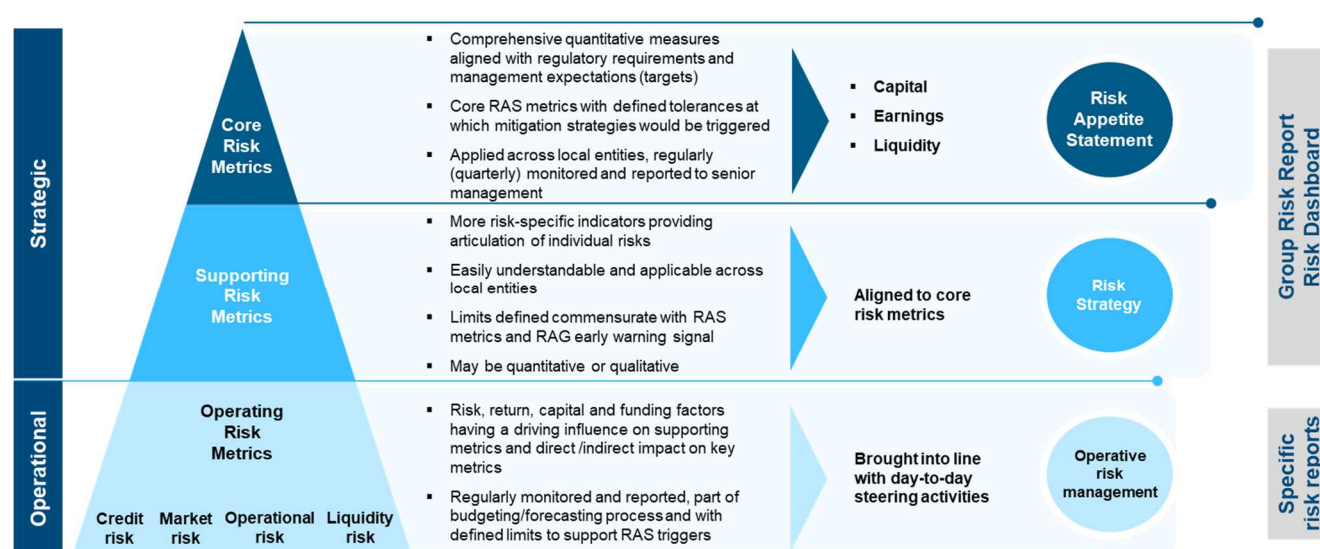 Strategic
Core
Risk
Metrics
▪ Comprehensive quantitative measures
aligned with regulatory requirements and
management expectations (targets)
▪ Core RAS metrics with defined tolerances at
which mitigation strategies would be triggered
▪ Applied across local entities, regularly
(quarterly) monitored and reported to senior
management
▪ Capital
▪ Earnings
▪ Liquidity
Risk
Appetite
Statement
Group Risk Report
Risk Dashboard
Supporting
Risk
Metrics
▪ More risk-specific indicators providing
articulation of individual risks
▪ Easily understandable and applicable across
local entities
▪ Limits defined commensurate with RAS
metrics and RAG early warning signal
▪ May be quantitative or qualitative
Aligned to core
risk metrics
Risk
Strategy
Operational
Operating
Risk
Metrics
Credit
risk
Market
risk
Operational
risk
Liquidity
risk
▪ Risk, return, capital and funding factors
having a driving influence on supporting
metrics and direct /indirect impact on key
metrics
▪ Regularly monitored and reported, part of
budgeting/forecasting process and with
defined limits to support RAS triggers
Brought into line
with day-to-day
steering activities
Operative
risk
management
Specific
risk reports